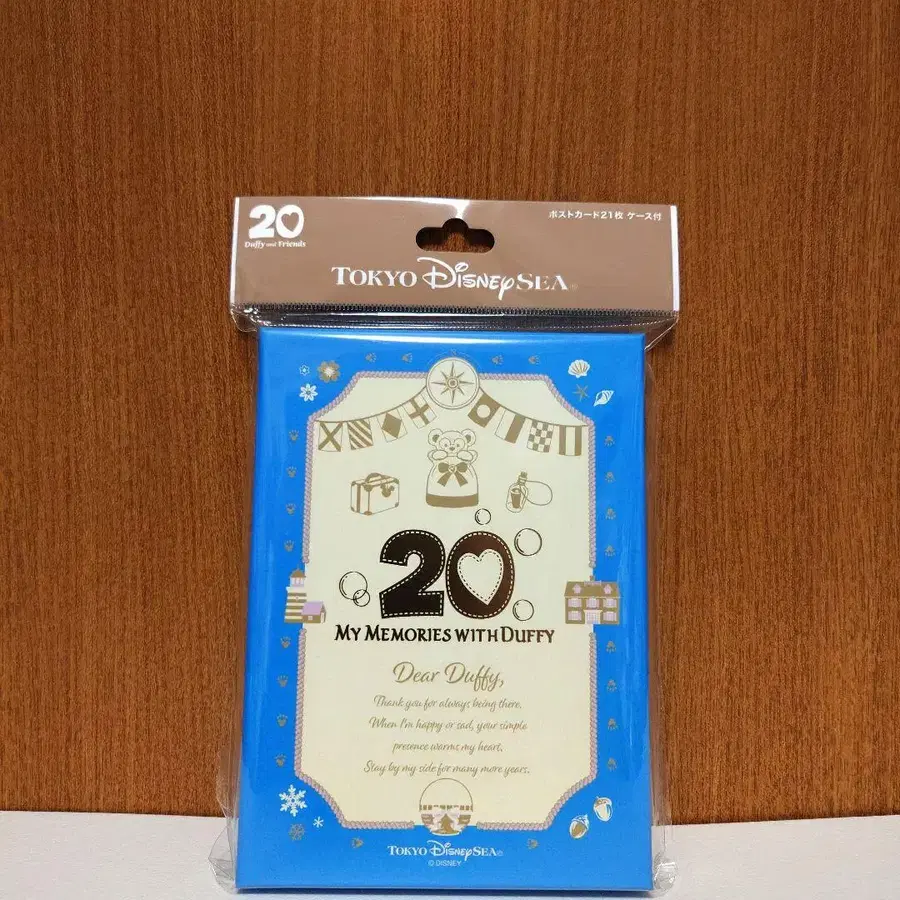 20
Duffy and Friends
ポストカード21枚 ケース付
TOKYO DISNEYSEA®
20
MY MEMORIES WITH DUFFY
Dear Duffy,
Thank you for always being there.
When I'm happy or sad, your simple
presence warms my heart.
Stay by my side for many more years.
TOKYO DISNEYSEA®
© DISNEY